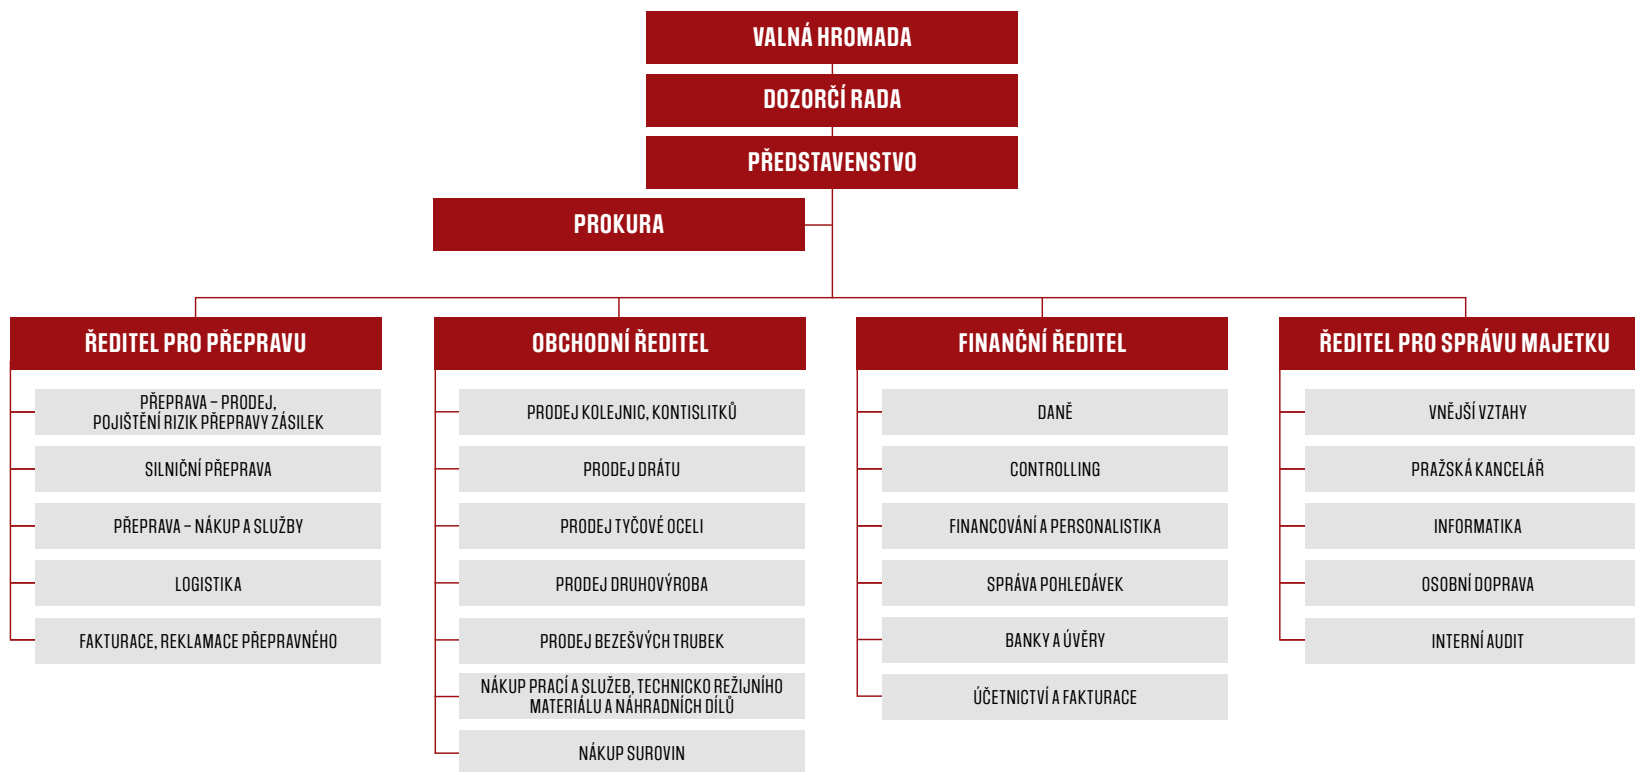 VALNÁ HROMADA
DOZORČÍ RADA
PŘEDSTAVENSTVO
PROKURA
ŘEDITEL PRO PŘEPRAVU
PŘEPRAVA – PRODEJ,
POJIŠTĚNÍ RIZIK PŘEPRAVY ZÁSILEK
SILNIČNÍ PŘEPRAVA
PŘEPRAVA – NÁKUP A SLUŽBY
LOGISTIKA
FAKTURACE, REKLAMACE PŘEPRAVNÉHO
OBCHODNÍ ŘEDITEL
PRODEJ KOLEJNIC, KONTISLITKŮ
PRODEJ DRÁTU
PRODEJ TYČOVÉ OCELI
PRODEJ DRUHOVÝROBA
PRODEJ BEZEŠVÝCH TRUBEK
NÁKUP PRACÍ A SLUŽEB, TECHNICKO REŽIJNÍHO
MATERIÁLU A NÁHRADNÍCH DÍLŮ
NÁKUP SUROVIN
FINANČNÍ ŘEDITEL
DANĚ
CONTROLLING
FINANCOVÁNÍ A PERSONALISTIKA
SPRÁVA POHLEDÁVEK
BANKY A ÚVĚRY
ÚČETNICTVÍ A FAKTURACE
ŘEDITEL PRO SPRÁVU MAJETKU
VNĚJŠÍ VZTAHY
PRAŽSKÁ KANCELÁŘ
INFORMATIKA
OSOBNÍ DOPRAVA
INTERNÍ AUDIT